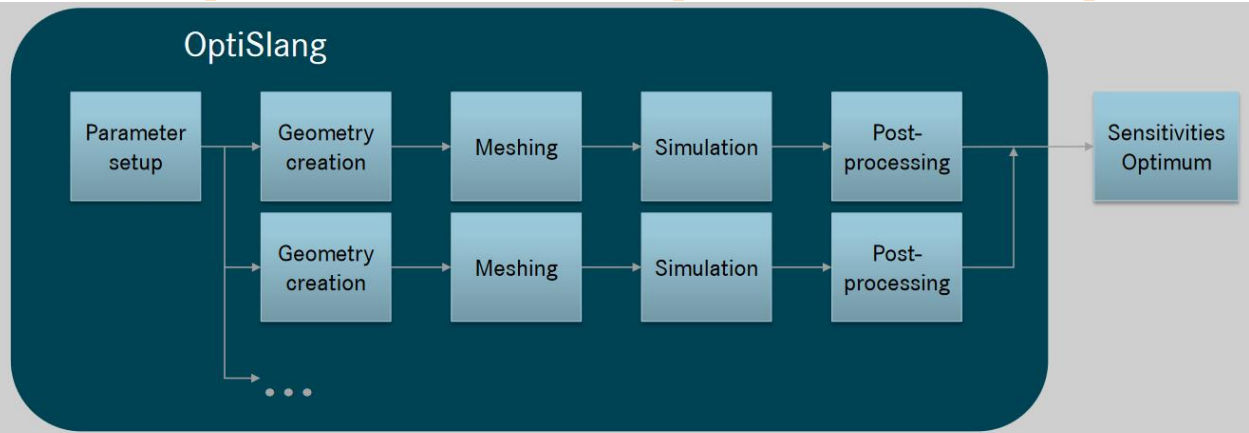 OptiSlang
Parameter
setup
Geometry
creation
Meshing
Simulation
Post-
processing
Sensitivities
Optimum
Geometry
creation
Meshing
Simulation
Post-
processing
...